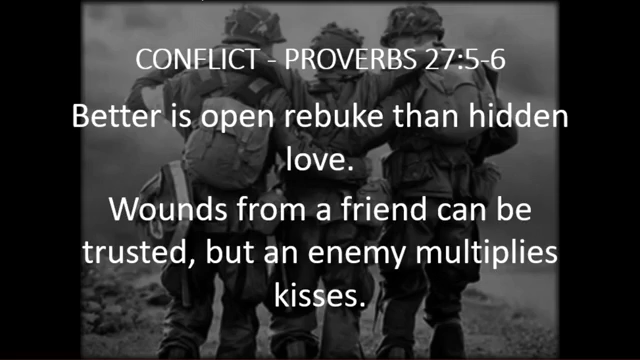 CONFLICT - PROVERBS 27:5-6
Better is open rebuke than hidden
love.
Wounds from a friend can be
trusted, but an enemy multiplies
kisses.